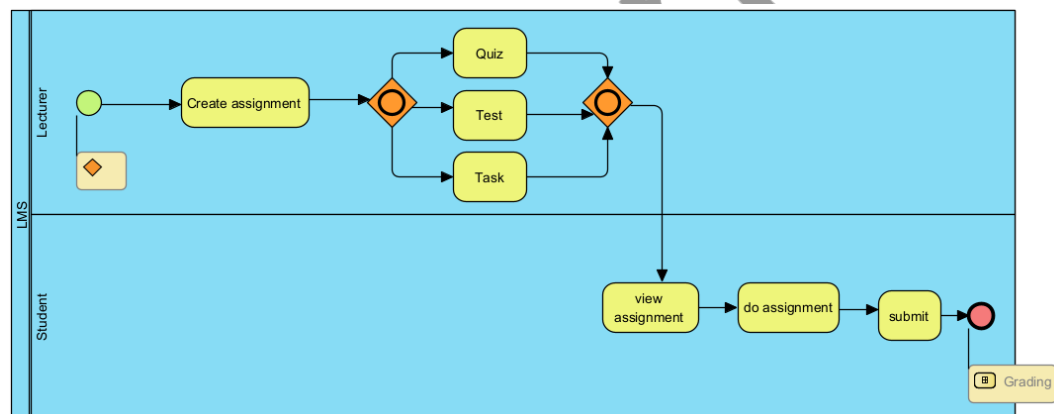 LMS
Lecturer
Create assignment
Quiz
Test
Task
Student
view
assignment
do assignment
submit
Grading